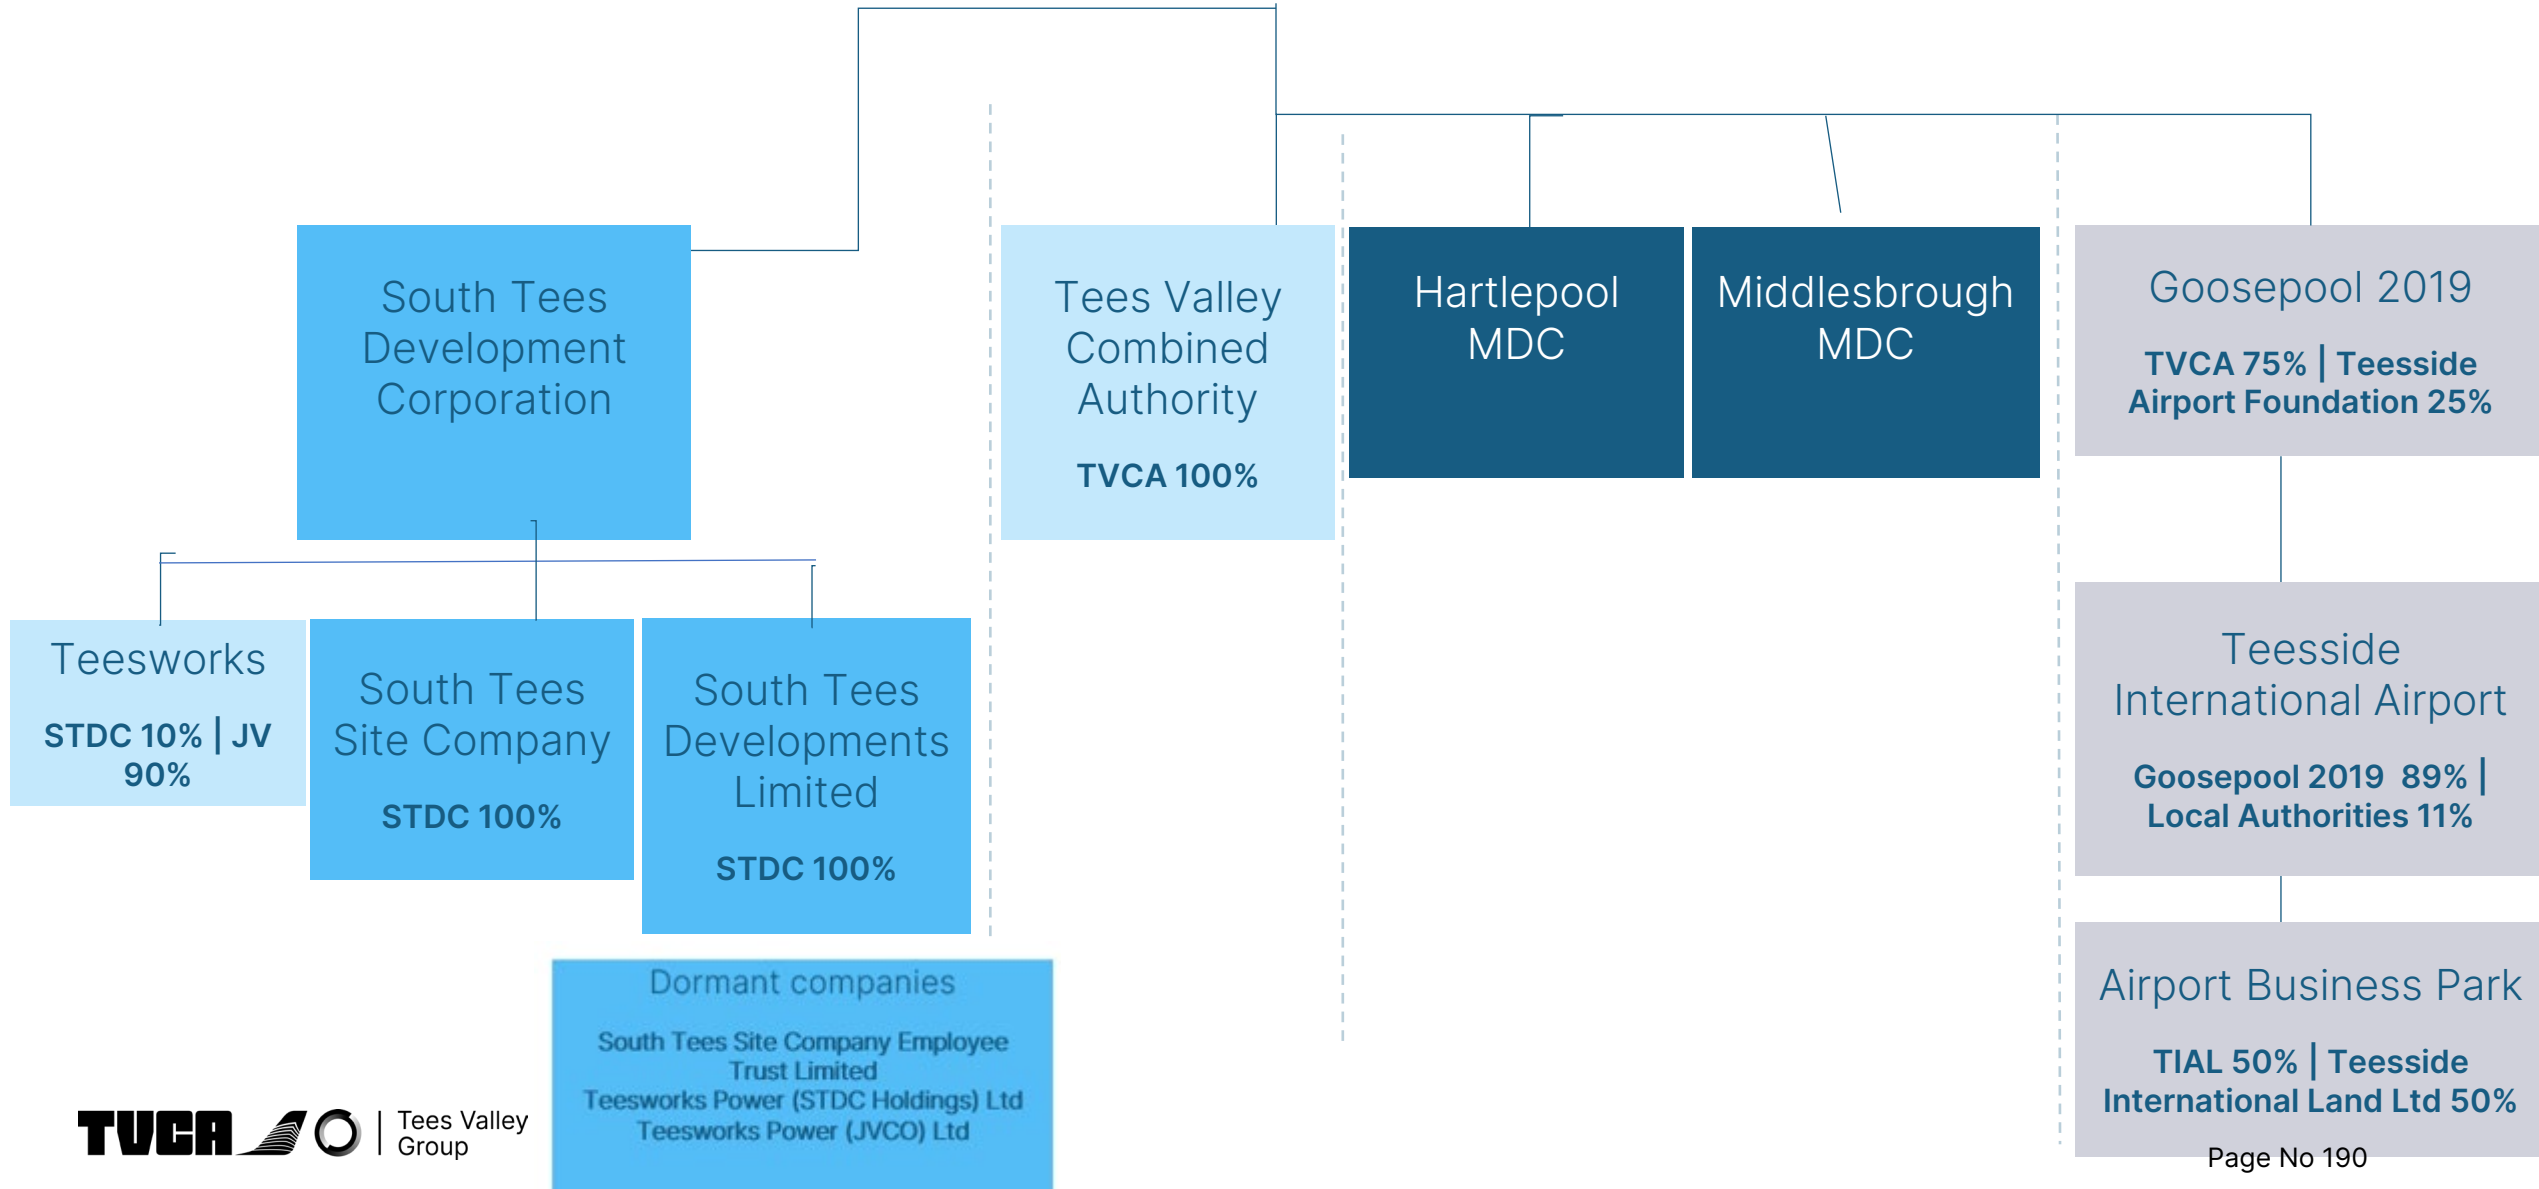 South Tees
Development
Corporation
Tees Valley
Combined
Authority
TVCA 100%
Hartlepool
MDC
Middlesbrough
MDC
Goosepool 2019
TVCA 75% | Teesside
Airport Foundation 25%
Teesworks
STDC 10% | JV
90%
South Tees
Site Company
STDC 100%
South Tees
Developments
Limited
STDC 100%
Teesside
International Airport
Goosepool 2019  89% |
Local Authorities 11%
Dormant companies
South Tees Site Company Employee
Trust Limited
Teesworks Power (STDC Holdings) Ltd
Teesworks Power (JVCO) Ltd
Airport Business Park
TIAL 50% | Teesside
International Land Ltd 50%
TVCA
Tees Valley
Group
Page No 190